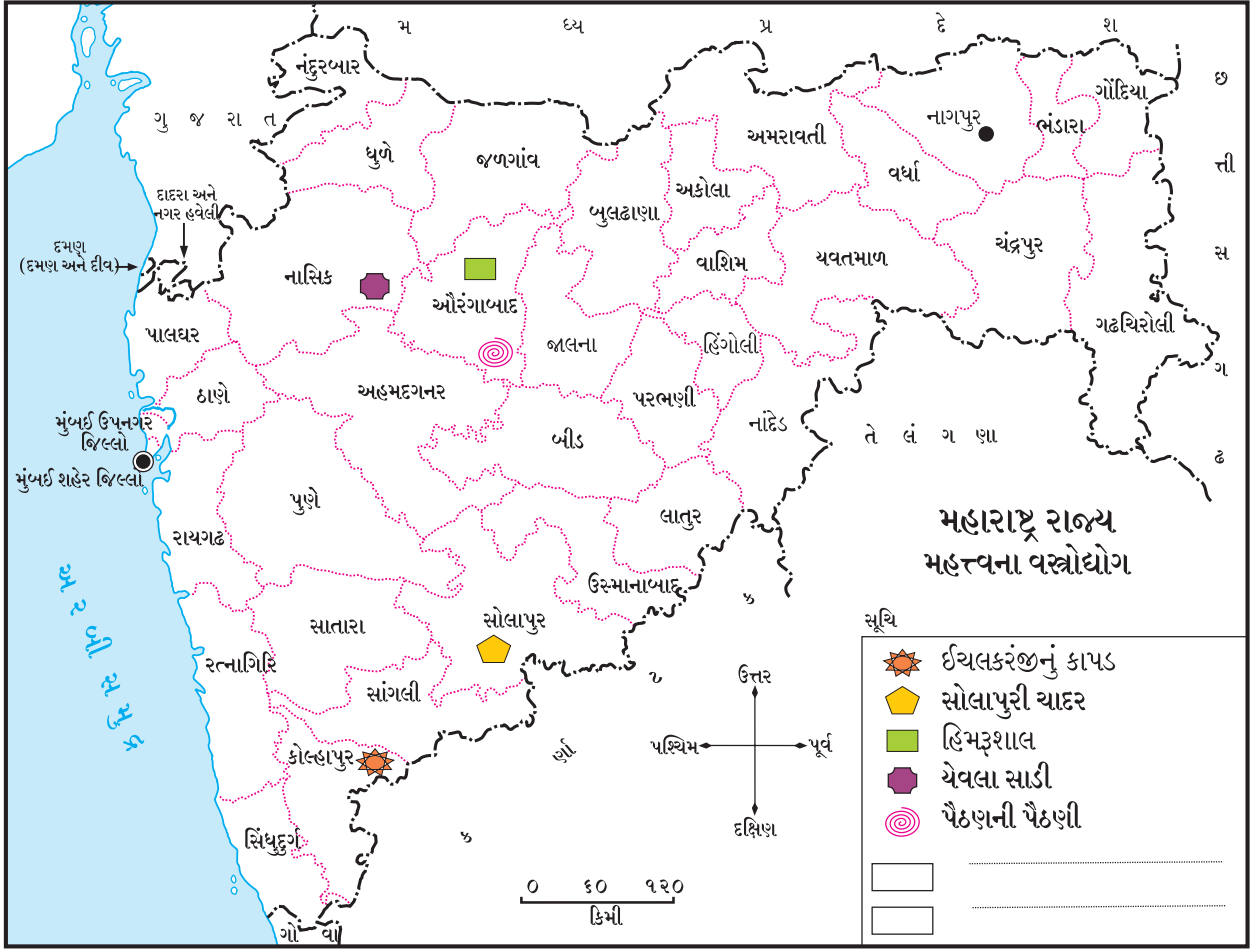 મ ધ્ય પ્ર દે શ
છ ત્તી સ ગ ઢ
ગુ જ રા ત
નંદુરબાર
ધુળે
જળગાંવ
બુલઢાણા
અકોલા
અમરાવતી
વર્ધા
નાગપુર
ભંડારા
ગોંદિયા
દાદરા અને
નગર હવેલી
દમણ
(દમણ અને દીવ)
નાસિક
ઔરંગાબાદ
જાલના
વાશિમ
હિંગોલી
યવતમાળ
ચંદ્રપુર
ગઢચિરોલી
પાલઘર
ઠાણે
અહમદગનર
પરભણી
બીડ
નાંદેડ
તે લં ગ ણા
મુંબઈ ઉપનગર
જિલ્લો
મુંબઈ શહેર જિલ્લો
રાયગઢ
પુણે
લાતુર
ઉસ્માનાબાદ
સાતારા
સોલાપુર
રત્નાગિરિ
સાંગલી
કોલ્હાપુર
સિંધુદુર્ગ
ગો વા
ક ર્ણા ટ ક
અ ર બી સ મુ દ્ર
મહારાષ્ટ્ર રાજ્ય
મહત્ત્વના વસ્ત્રોદ્યોગ
ઉત્તર
પશ્ચિમ
પૂર્વ
દક્ષિણ
૦ ૬૦ ૧૨૦
કિમી
સૂચિ
ઈચલકરંજીનું કાપડ
સોલાપુરી ચાદર
હિમરૂશાલ
યેવલા સાડી
પૈઠણની પૈઠણી